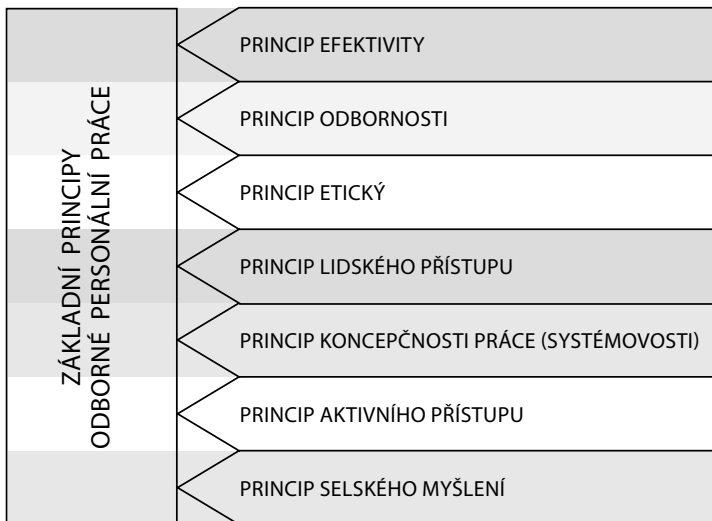 ZÁKLADNÍ PRINCIPY
ODBORNÉ PERSONÁLNÍ PRÁCE
PRINCIP EFEKTIVITY
PRINCIP ODBORNOSTI
PRINCIP ETICKÝ
PRINCIP LIDSKÉHO PŘÍSTUPU
PRINCIP KONCEPČNOSTI PRÁCE (SYSTÉMOVOSTI)
PRINCIP AKTIVNÍHO PŘÍSTUPU
PRINCIP SELSKÉHO MYŠLENÍ